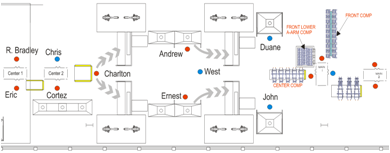 R. Bradley
Chris
Center 1
Center 2
Eric
Cortez
Charlton
Andrew
West
Ernest
Duane
John
FRONT LOWER
A-ARM COMP
FRONT COMP
CENTER COMP